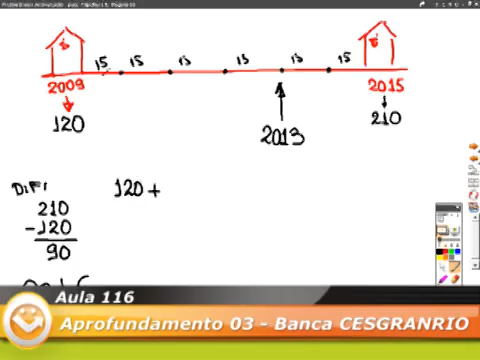 $ $
15 15 15 15 15 15
2009 2015
120 210
2013
DIFI 120 +
210
-120
90
Aula 116
Aprofundamento 03 - Banca CESGRANRIO